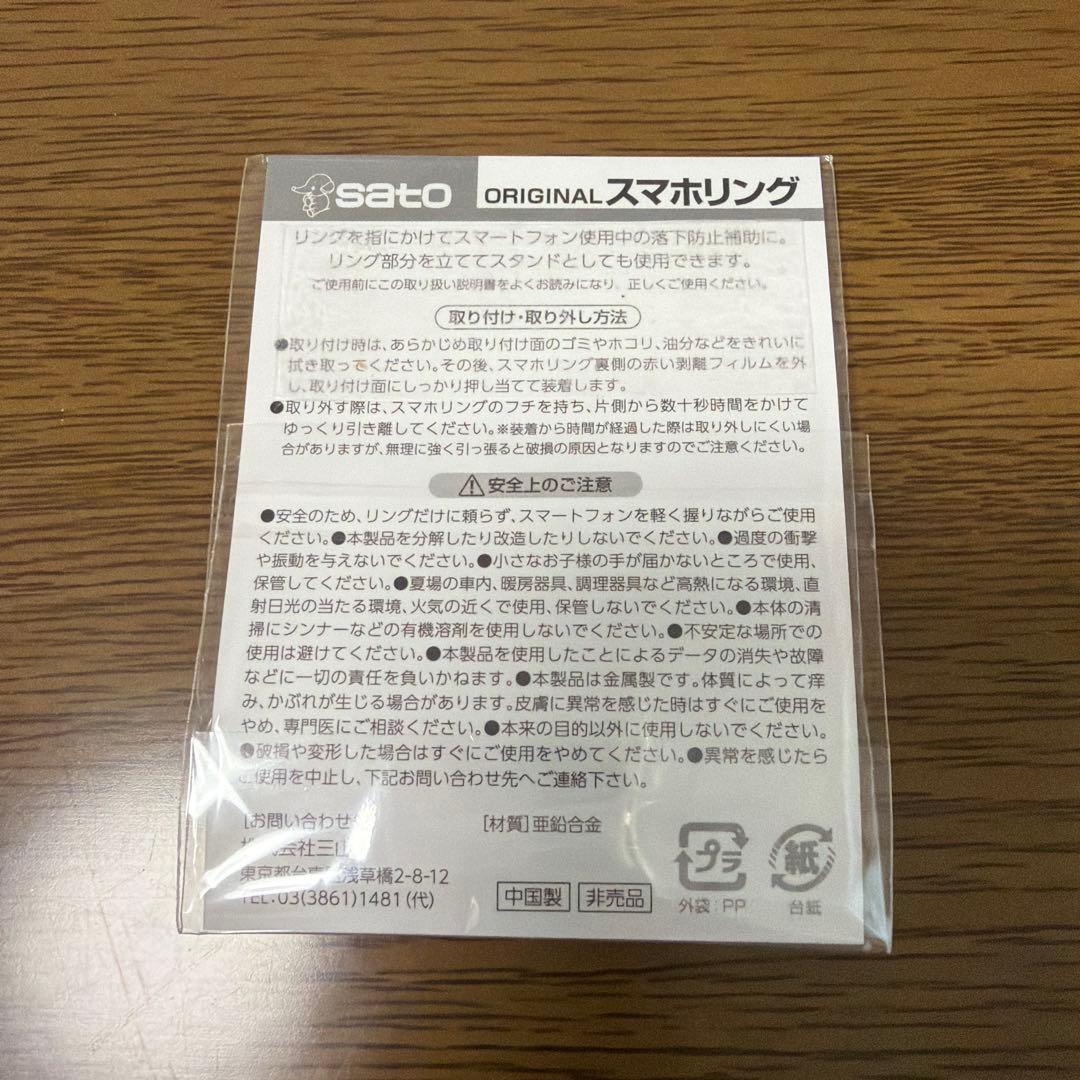 sato
ORIGINAL スマホリング
リングを指にかけてスマートフォン使用中の落下防止補助に。
リング部分を立ててスタンドとしても使用できます。
ご使用前にこの取り扱い説明書をよくお読みになり、正しくご使用ください。
取り付け・取り外し方法
●取り付け時は、あらかじめ取り付け面のゴミやホコリ、油分などをきれいに
拭き取ってください。その後、スマホリング裏側の赤い剥離フィルムを外
し、取り付け面にしっかり押し当てて装着します。
●取り外す際は、スマホリングのフチを持ち、片側から数十秒時間をかけて
ゆっくり引き離してください。※装着から時間が経過した際は取り外しにくい場
合がありますが、無理に強く引っ張ると破損の原因となりますのでご注意ください。
安全上のご注意
●安全のため、リングだけに頼らず、スマートフォンを軽く握りながらご使用
ください。●本製品を分解したり改造したりしないでください。●過度の衝撃
や振動を与えないでください。●小さなお子様の手が届かないところで使用、
保管してください。●夏場の車内、暖房器具、調理器具など高熱になる環境、直
射日光の当たる環境、火気の近くで使用、保管しないでください。●本体の清
掃にシンナーなどの有機溶剤を使用しないでください。●不安定な場所での
使用は避けてください。●本製品を使用したことによるデータの消失や故障
などに一切の責任を負いかねます。●本製品は金属製です。体質によって痒
み、かぶれが生じる場合があります。皮膚に異常を感じた時はすぐにご使用を
やめ、専門医にご相談ください。●本来の目的以外に使用しないでください。
●破損や変形した場合はすぐにご使用をやめてください。●異常を感じたら
ご使用を中止し、下記お問い合わせ先へご連絡下さい。
[お問い合わせ
[材質]亜鉛合金
株式会社三山
東京都台東区浅草橋2-8-12
TEL:03(3861)1481(代)
中国製
非売品
プラ
外袋:PP
紙
台紙